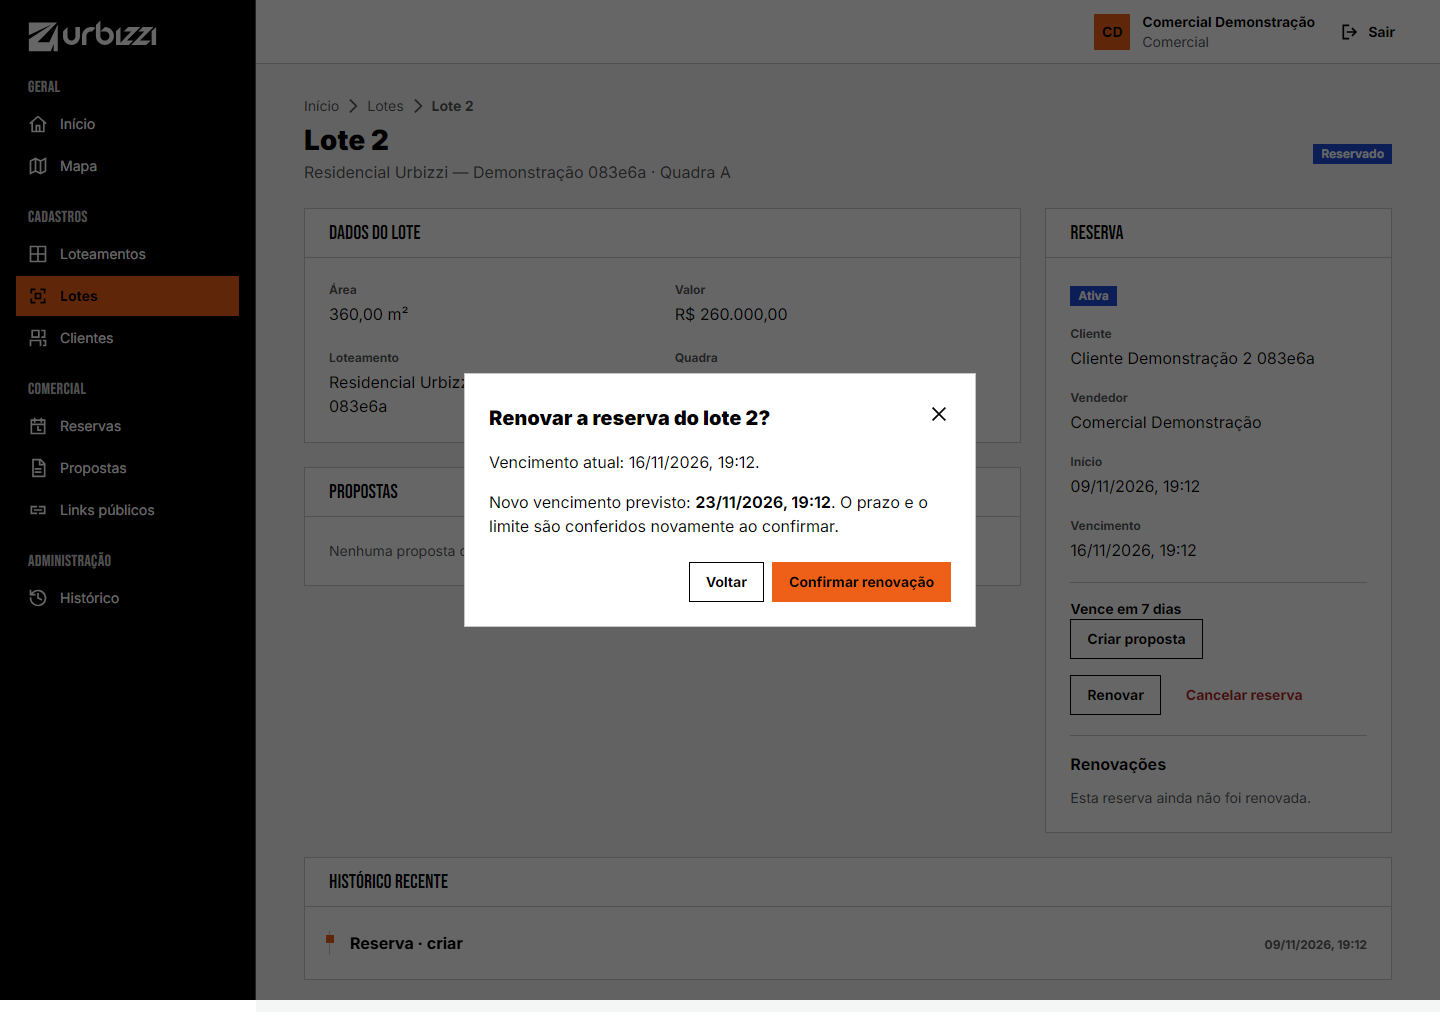 urbizzi
Comercial Demonstração
CD
Comercial
Sair
GERAL
Início
Mapa
CADASTROS
Loteamentos
Lotes
Clientes
COMERCIAL
Reservas
Propostas
Links públicos
ADMINISTRAÇÃO
Histórico
Início
Lotes
Lote 2
Lote 2
Residencial Urbizzi — Demonstração 083e6a · Quadra A
Reservado
DADOS DO LOTE
Área
360,00 m²
Valor
R$ 260.000,00
Loteamento
Residencial Urbizz
083e6a
Quadra
PROPOSTAS
Nenhuma proposta
Renovar a reserva do lote 2?
Vencimento atual: 16/11/2026, 19:12.
Novo vencimento previsto: 23/11/2026, 19:12. O prazo e o
limite são conferidos novamente ao confirmar.
Voltar
Confirmar renovação
RESERVA
Ativa
Cliente
Cliente Demonstração 2 083e6a
Vendedor
Comercial Demonstração
Início
09/11/2026, 19:12
Vencimento
16/11/2026, 19:12
Vence em 7 dias
Criar proposta
Renovar
Cancelar reserva
Renovações
Esta reserva ainda não foi renovada.
HISTÓRICO RECENTE
Reserva · criar
09/11/2026, 19:12